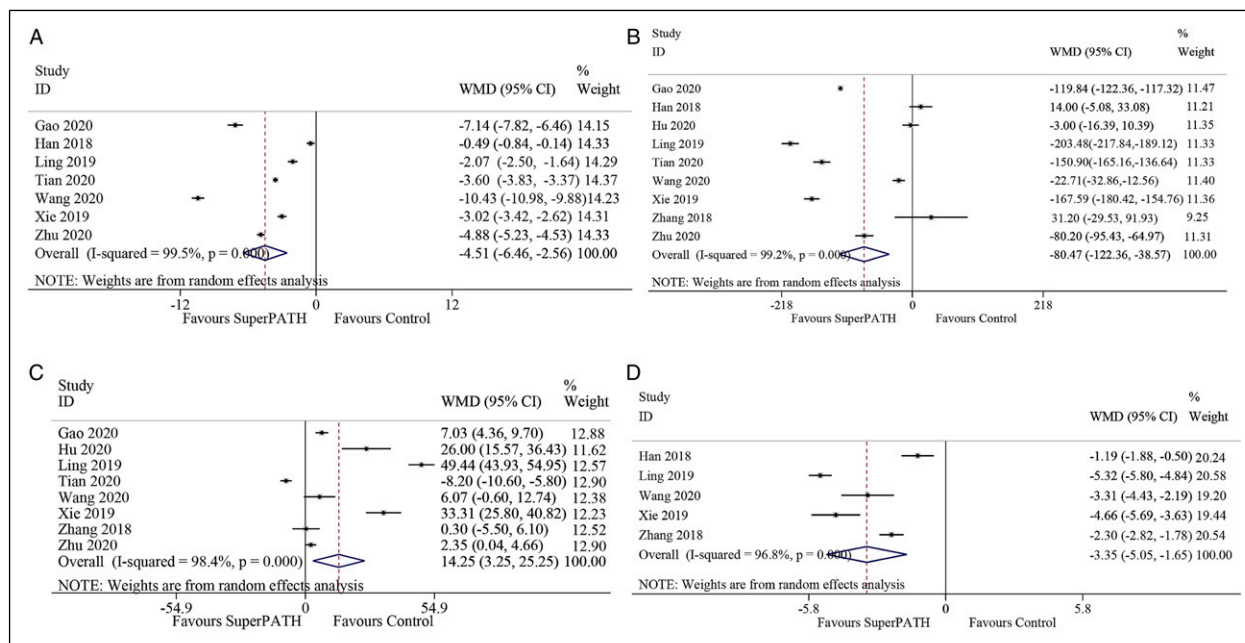 A
Study
ID
WMD (95% CI)
%
Weight
Gao 2020 -7.14 (-7.82, -6.46) 14.15
Han 2018 -0.49 (-0.84, -0.14) 14.33
Ling 2019 -2.07 (-2.50, -1.64) 14.29
Tian 2020 -3.60 (-3.83, -3.37) 14.37
Wang 2020 -10.43 (-10.98, -9.88) 14.23
Xie 2019 -3.02 (-3.42, -2.62) 14.31
Zhu 2020 -4.88 (-5.23, -4.53) 14.33
Overall (I-squared = 99.5%, p = 0.000) -4.51 (-6.46, -2.56) 100.00
NOTE: Weights are from random effects analysis
-12 0 12
Favours SuperPATH Favours Control
B
Study
ID
WMD (95% CI)
%
Weight
Gao 2020 -119.84 (-122.36, -117.32) 11.47
Han 2018 14.00 (-5.08, 33.08) 11.21
Hu 2020 -3.00 (-16.39, 10.39) 11.35
Ling 2019 -203.48 (-217.84, -189.12) 11.33
Tian 2020 -150.90 (-165.16, -136.64) 11.33
Wang 2020 -22.71 (-32.86, -12.56) 11.40
Xie 2019 -167.59 (-180.42, -154.76) 11.36
Zhang 2018 31.20 (-29.53, 91.93) 9.25
Zhu 2020 -80.20 (-95.43, -64.97) 11.31
Overall (I-squared = 99.2%, p = 0.000) -80.47 (-122.36, -38.57) 100.00
NOTE: Weights are from random effects analysis
-218 0 218
Favours SuperPATH Favours Control
C
Study
ID
WMD (95% CI)
%
Weight
Gao 2020 7.03 (4.36, 9.70) 12.88
Hu 2020 26.00 (15.57, 36.43) 11.62
Ling 2019 49.44 (43.93, 54.95) 12.57
Tian 2020 -8.20 (-10.60, -5.80) 12.90
Wang 2020 6.07 (-0.60, 12.74) 12.38
Xie 2019 33.31 (25.80, 40.82) 12.23
Zhang 2018 0.30 (-5.50, 6.10) 12.52
Zhu 2020 2.35 (0.04, 4.66) 12.90
Overall (I-squared = 98.4%, p = 0.000) 14.25 (3.25, 25.25) 100.00
NOTE: Weights are from random effects analysis
-54.9 0 54.9
Favours SuperPATH Favours Control
D
Study
ID
WMD (95% CI)
%
Weight
Han 2018 -1.19 (-1.88, -0.50) 20.24
Ling 2019 -5.32 (-5.80, -4.84) 20.58
Wang 2020 -3.31 (-4.43, -2.19) 19.20
Xie 2019 -4.66 (-5.69, -3.63) 19.44
Zhang 2018 -2.30 (-2.82, -1.78) 20.54
Overall (I-squared = 96.8%, p = 0.000) -3.35 (-5.05, -1.65) 100.00
NOTE: Weights are from random effects analysis
-5.8 0 5.8
Favours SuperPATH Favours Control